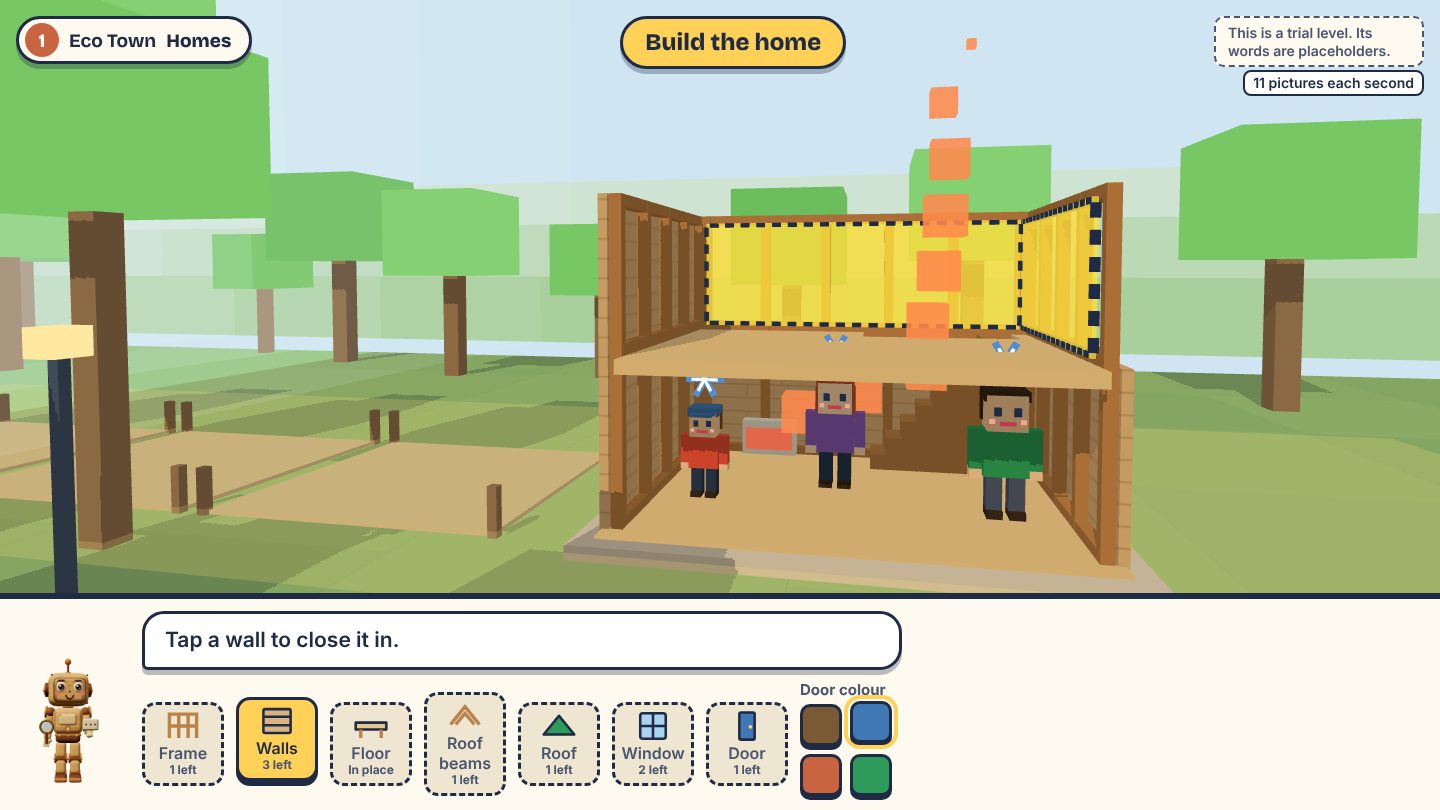 1 Eco Town Homes
Build the home
This is a trial level. Its
words are placeholders.
11 pictures each second
Tap a wall to close it in.
Door colour
Frame
1 left
Walls
3 left
Floor
In place
Roof
beams
1 left
Roof
1 left
Window
2 left
Door
1 left